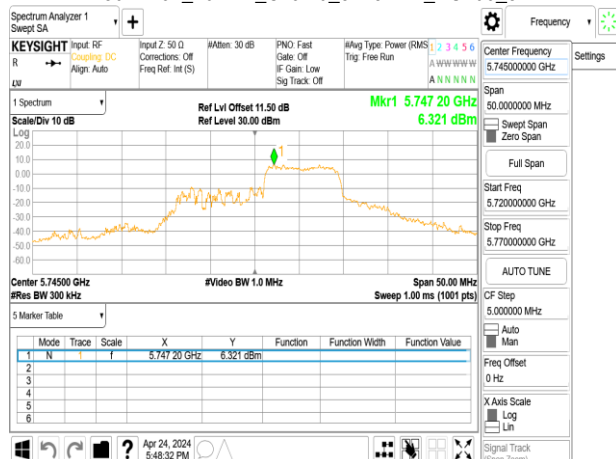 Spectrum Analyzer 1
Swept SA
Frequency
KEYSIGHT
R
Input: RF
Coupling: DC
Align: Auto
Input Z: 50 Ω
Corrections: Off
Freq Ref: Int (S)
#Atten: 30 dB
PNO: Fast
Gate: Off
IF Gain: Low
Sig Track: Off
#Avg Type: Power (RMS
Trig: Free Run
1 2 3 4 5 6
A W W W W W
A N N N N N
1 Spectrum
Scale/Div 10 dB
Ref Lvl Offset 11.50 dB
Ref Level 30.00 dBm
Mkr1 5.747 20 GHz
6.321 dBm
Log
20.0
10.0
0.00
-10.0
-20.0
-30.0
-40.0
-50.0
-60.0
1
Center 5.74500 GHz
#Res BW 300 kHz
#Video BW 1.0 MHz
Span 50.00 MHz
Sweep 1.00 ms (1001 pts)
5 Marker Table
Mode Trace Scale X Y Function Function Width Function Value
1 N 1 f 5.747 20 GHz 6.321 dBm
2
3
4
5
6
Apr 24, 2024
5:48:32 PM
Center Frequency
5.745000000 GHz
Settings
Span
50.0000000 MHz
Swept Span
Zero Span
Full Span
Start Freq
5.720000000 GHz
Stop Freq
5.770000000 GHz
AUTO TUNE
CF Step
5.000000 MHz
Auto
Man
Freq Offset
0 Hz
X Axis Scale
Log
Lin
Signal Track